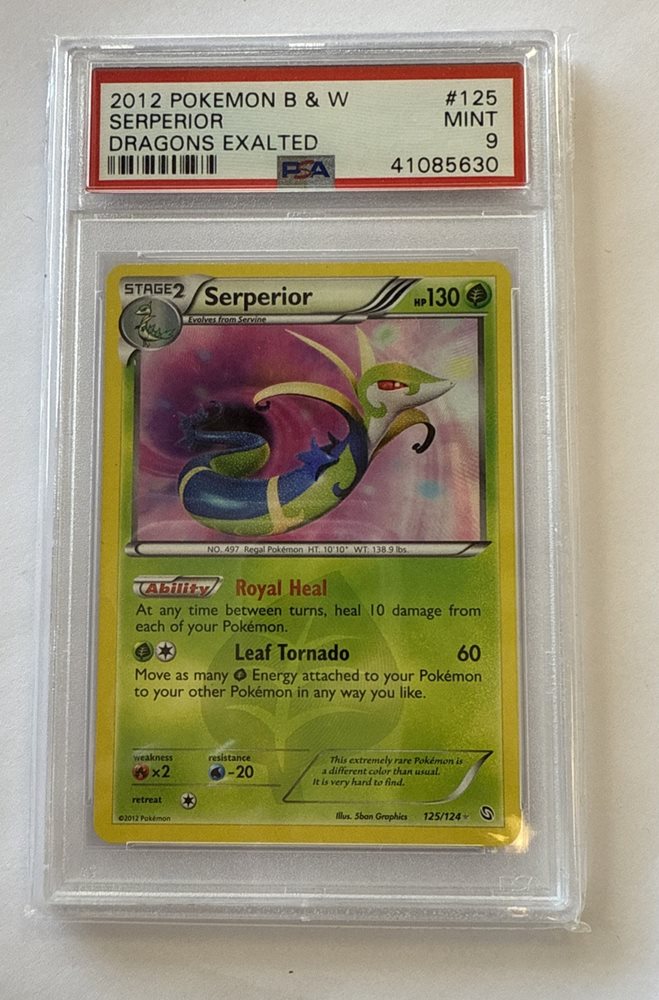 2012 POKEMON B & W #125
SERPERIOR MINT
DRAGONS EXALTED 9
PSA 41085630
STAGE2 Serperior HP130
Evolves from Servine
NO. 497 Regal Pokémon HT: 10'10" WT: 138.9 lbs.
Ability Royal Heal
At any time between turns, heal 10 damage from
each of your Pokémon.
Leaf Tornado 60
Move as many Energy attached to your Pokémon
to your other Pokémon in any way you like.
weakness resistance
×2 -20
retreat
This extremely rare Pokémon is
a different color than usual.
It is very hard to find.
©2012 Pokémon Illus. 5ban Graphics 125/124